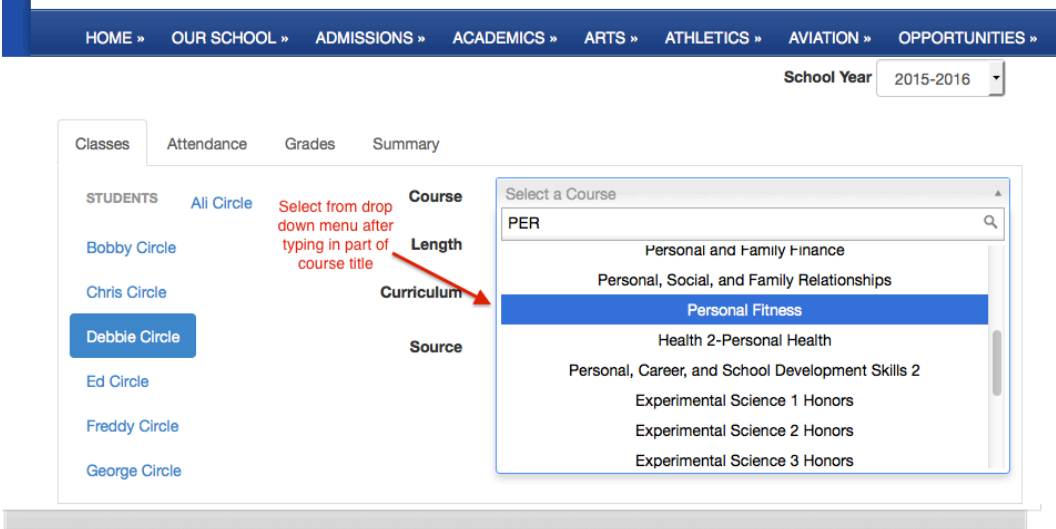 HOME » OUR SCHOOL » ADMISSIONS » ACADEMICS » ARTS » ATHLETICS » AVIATION » OPPORTUNITIES »
School Year 2015-2016
Classes Attendance Grades Summary
STUDENTS Ali Circle
Bobby Circle
Chris Circle
Debbie Circle
Ed Circle
Freddy Circle
George Circle
Select from drop
down menu after
typing in part of
course title
Course
Length
Curriculum
Source
Select a Course
PER
Personal and Family Finance
Personal, Social, and Family Relationships
Personal Fitness
Health 2-Personal Health
Personal, Career, and School Development Skills 2
Experimental Science 1 Honors
Experimental Science 2 Honors
Experimental Science 3 Honors